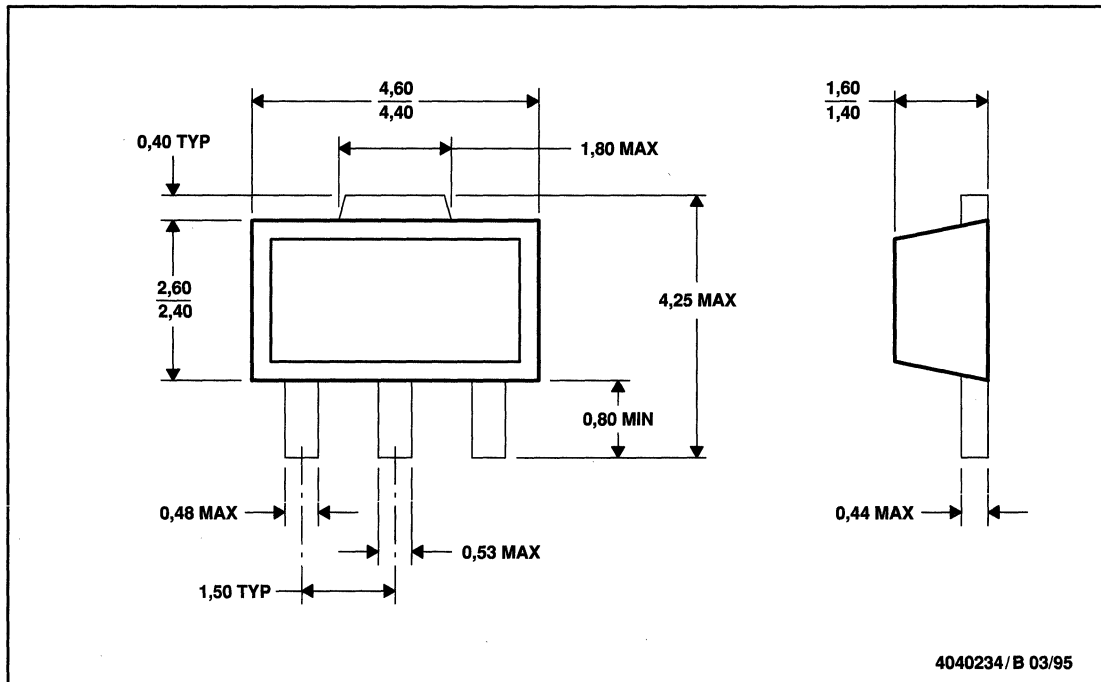 4,60
4,40
1,60
1,40
0,40 TYP
1,80 MAX
2,60
2,40
4,25 MAX
0,80 MIN
0,48 MAX
0,44 MAX
0,53 MAX
1,50 TYP
4040234/B 03/95